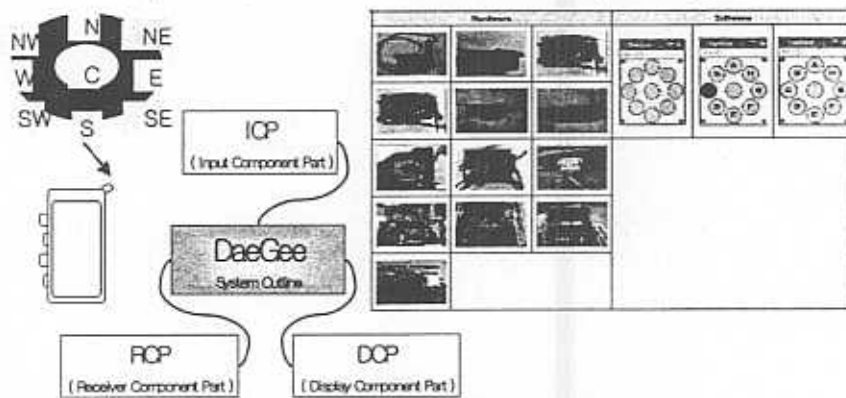 N
NW
NE
W
C
E
SW
S
SE
ICP
( Input Component Part )
DaeGee
System Outline
RCP
( Receiver Component Part )
DCP
( Display Component Part )
Hardware
Software